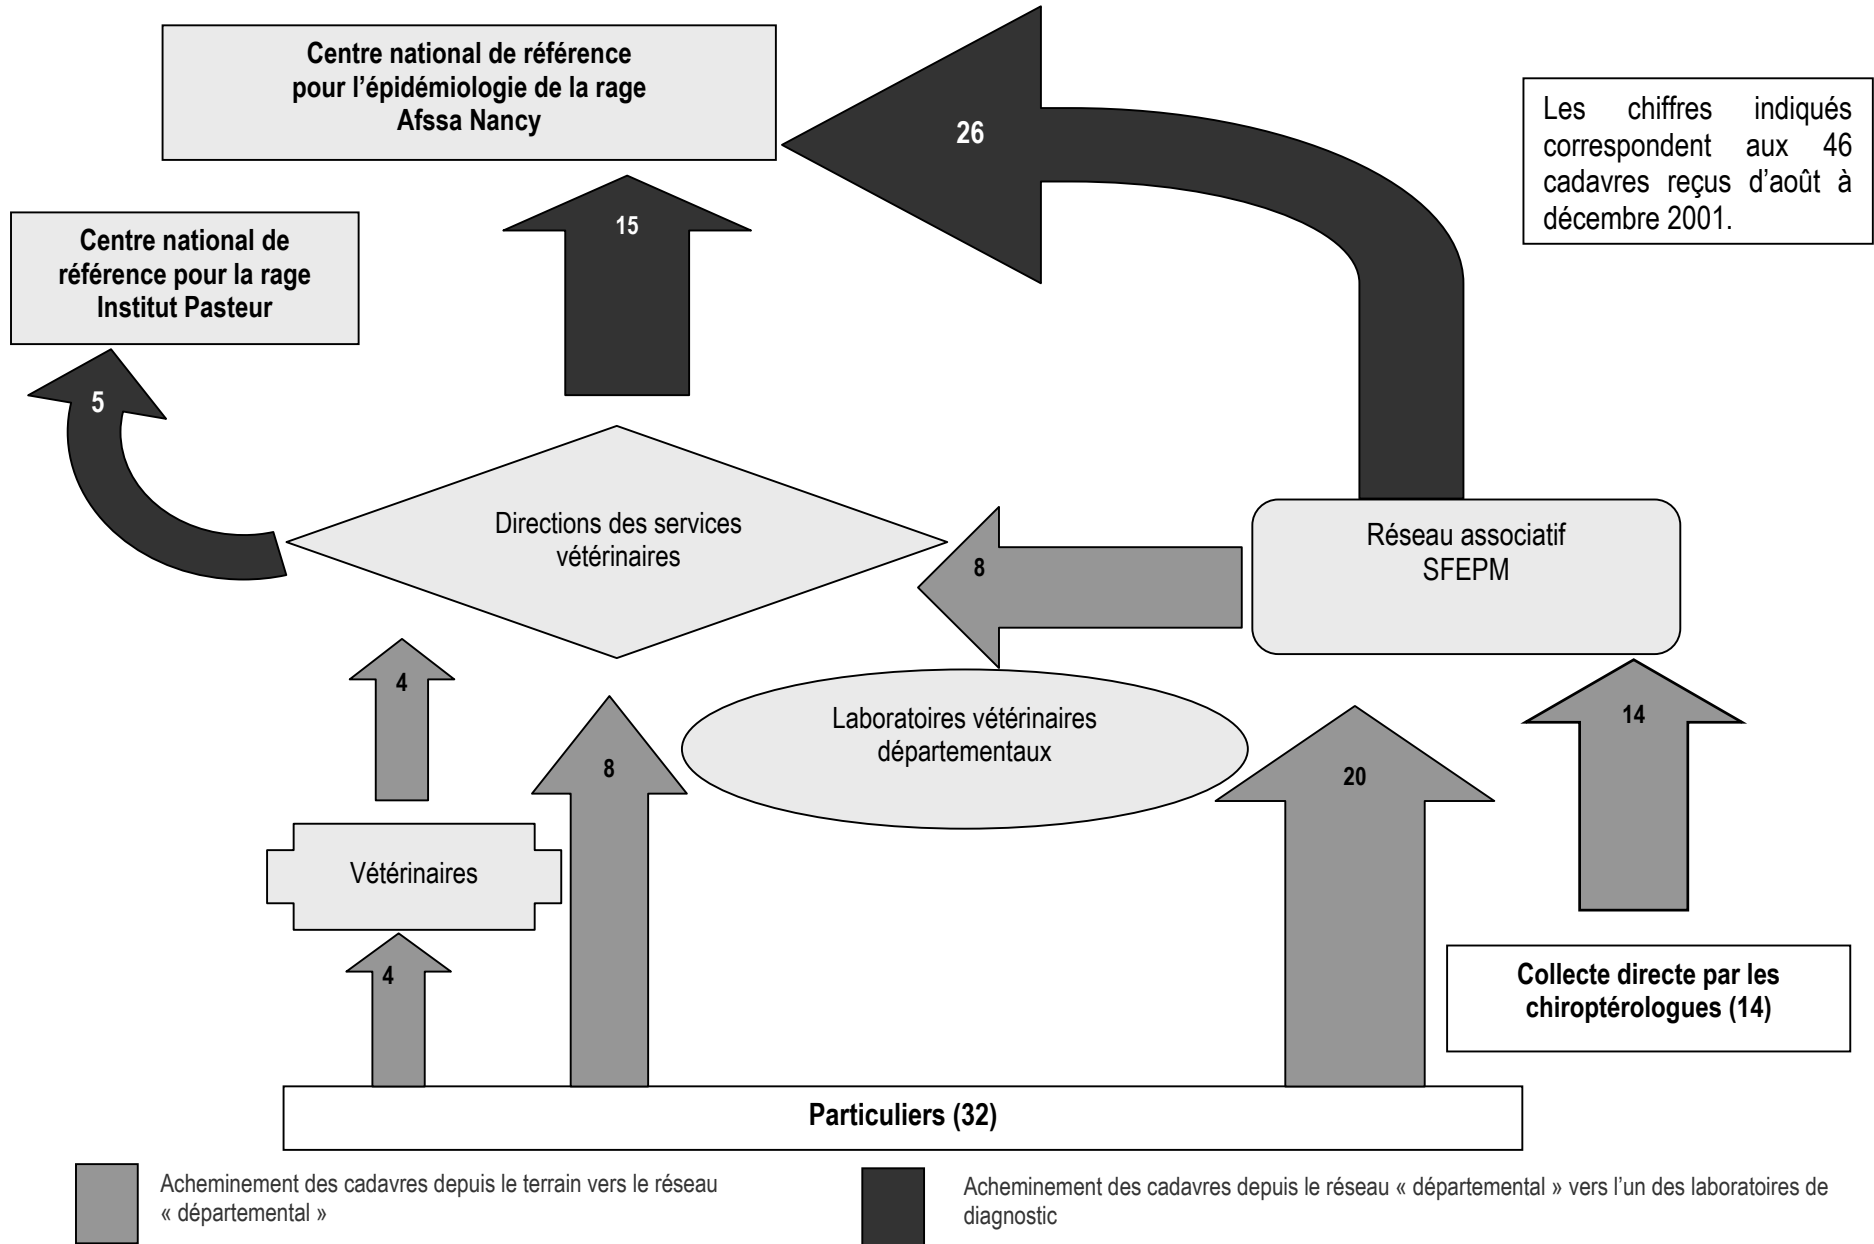 Centre national de référence
pour l'épidémiologie de la rage
Afssa Nancy
26
Les chiffres indiqués
correspondent aux 46
cadavres reçus d'août à
décembre 2001.
15
Centre national de
référence pour la rage
Institut Pasteur
5
Directions des services
vétérinaires
8
Réseau associatif
SFEPM
4
8
Laboratoires vétérinaires
départementaux
20
14
Vétérinaires
4
Collecte directe par les
chiroptérologues (14)
Particuliers (32)
Acheminement des cadavres depuis le terrain vers le réseau
« départemental »
Acheminement des cadavres depuis le réseau « départemental » vers l'un des laboratoires de
diagnostic